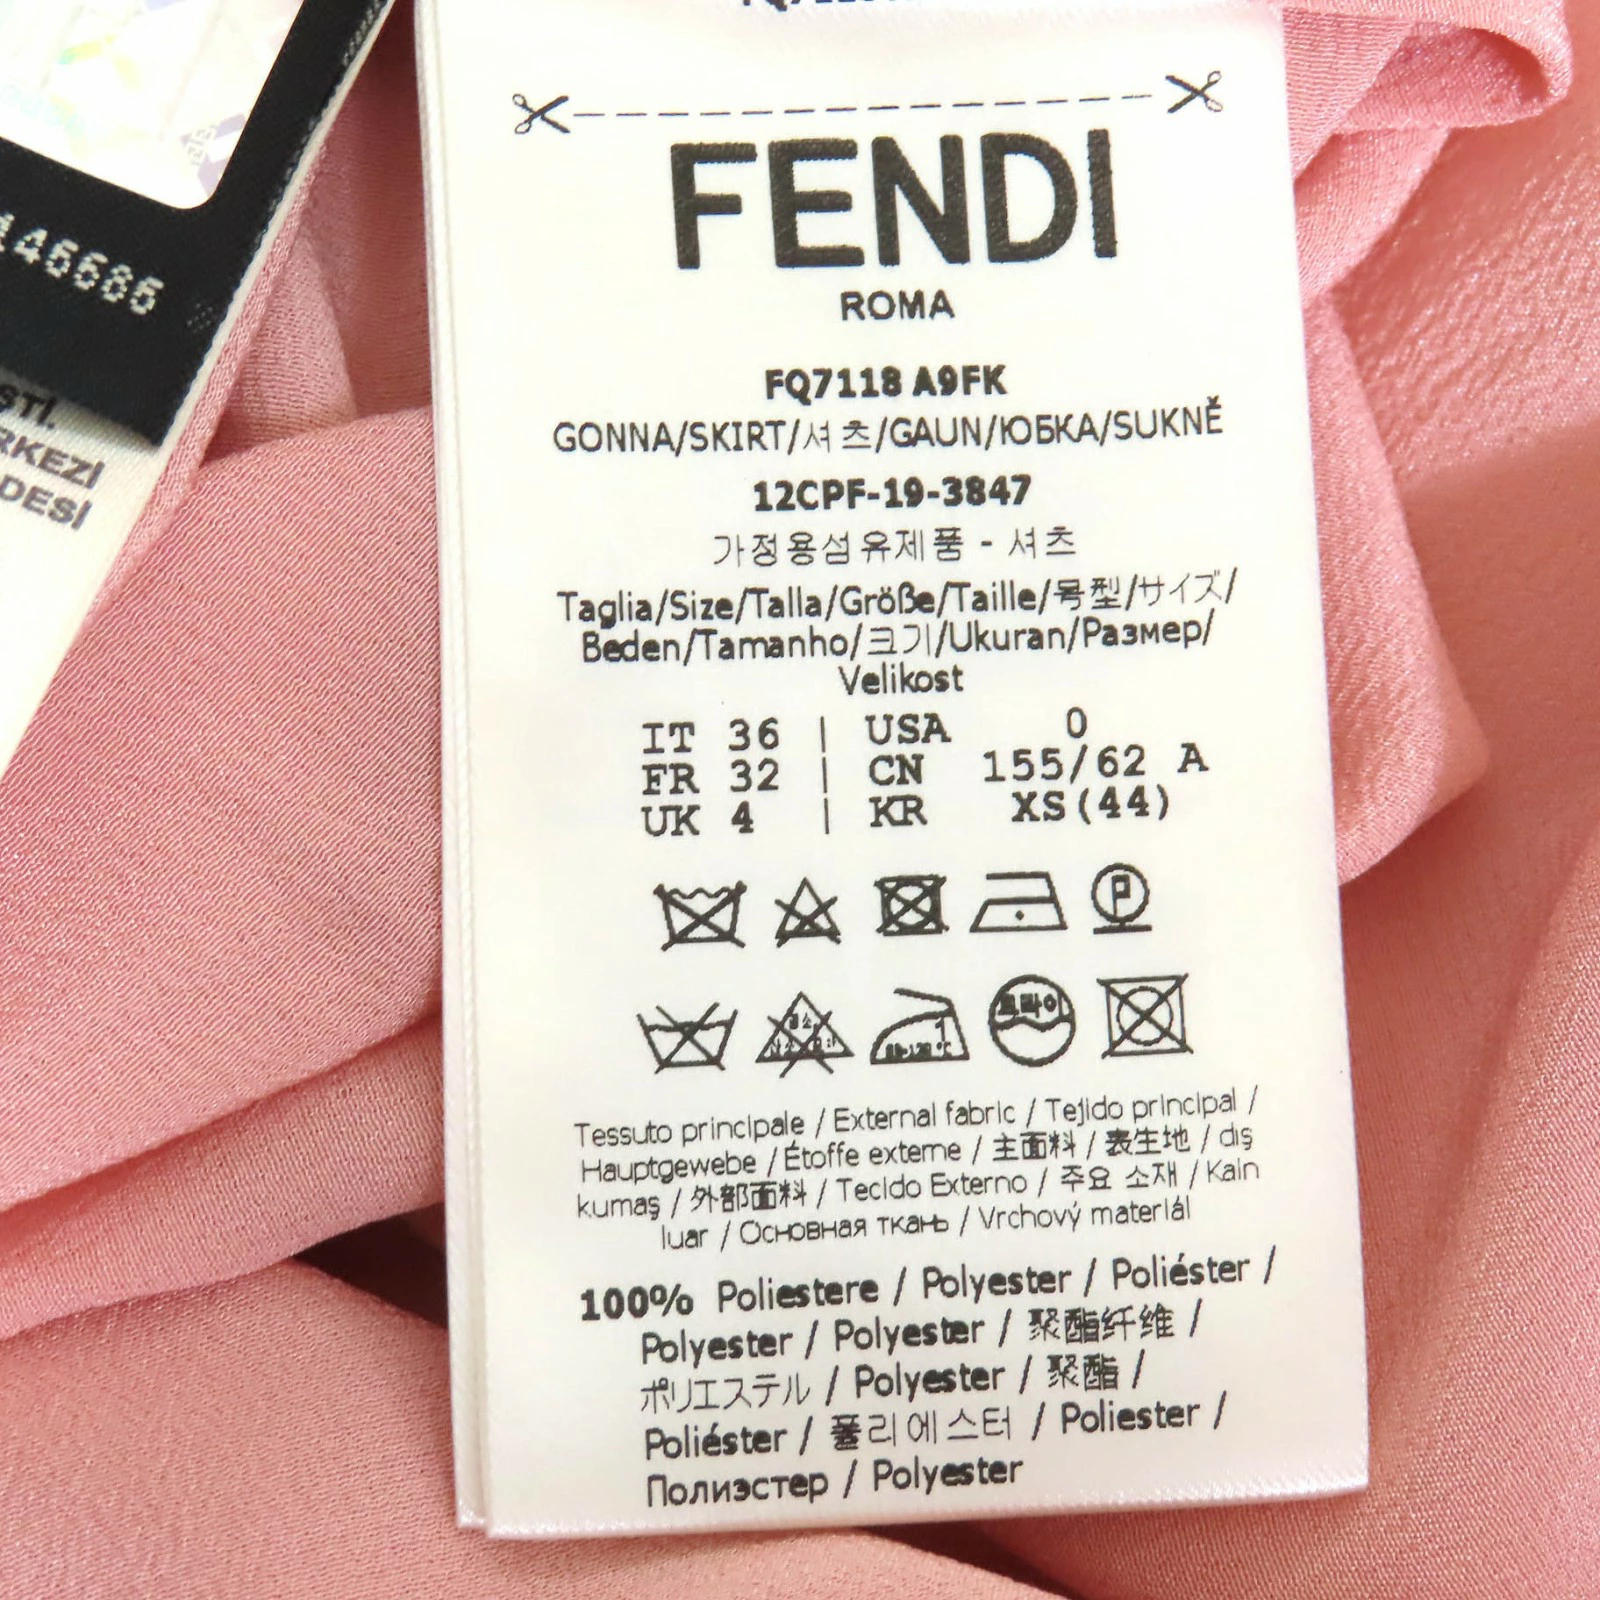 FENDI
ROMA
FQ7118 A9FK
GONNA/SKIRT/셔츠/GAUN/ЮБКА/SUKNĚ
12CPF-19-3847
가정용섬유제품 - 셔츠
Taglia/Size/Talla/Größe/Taille/号型/サイズ/
Beden/Tamanho/크기/Ukuran/Размер/
Velikost
IT 36 | USA 0
FR 32 | CN 155/62 A
UK 4 | KR XS(44)
P
드라이
Tessuto principale / External fabric / Tejido principal /
Hauptgewebe / Étoffe externe / 主面料 / 表生地 / dış
kumaş / 外部面料 / Tecido Externo / 주요 소재 / Kain
luar / Основная ткань / Vrchový materiál
100% Poliestere / Polyester / Poliéster /
Polyester / Polyester / 聚酯纤维 /
ポリエステル / Polyester / 聚酯 /
Poliéster / 폴리에스터 / Poliester /
Полиэстер / Polyester
RKEZİ
DESİ